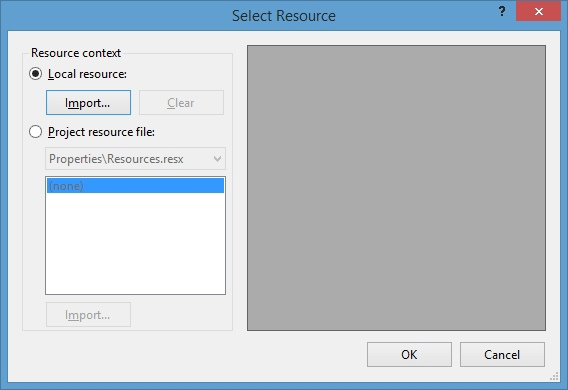 Select Resource
?
Resource context
Local resource:
Import... Clear
Project resource file:
Properties\Resources.resx
(none)
Import...
OK Cancel